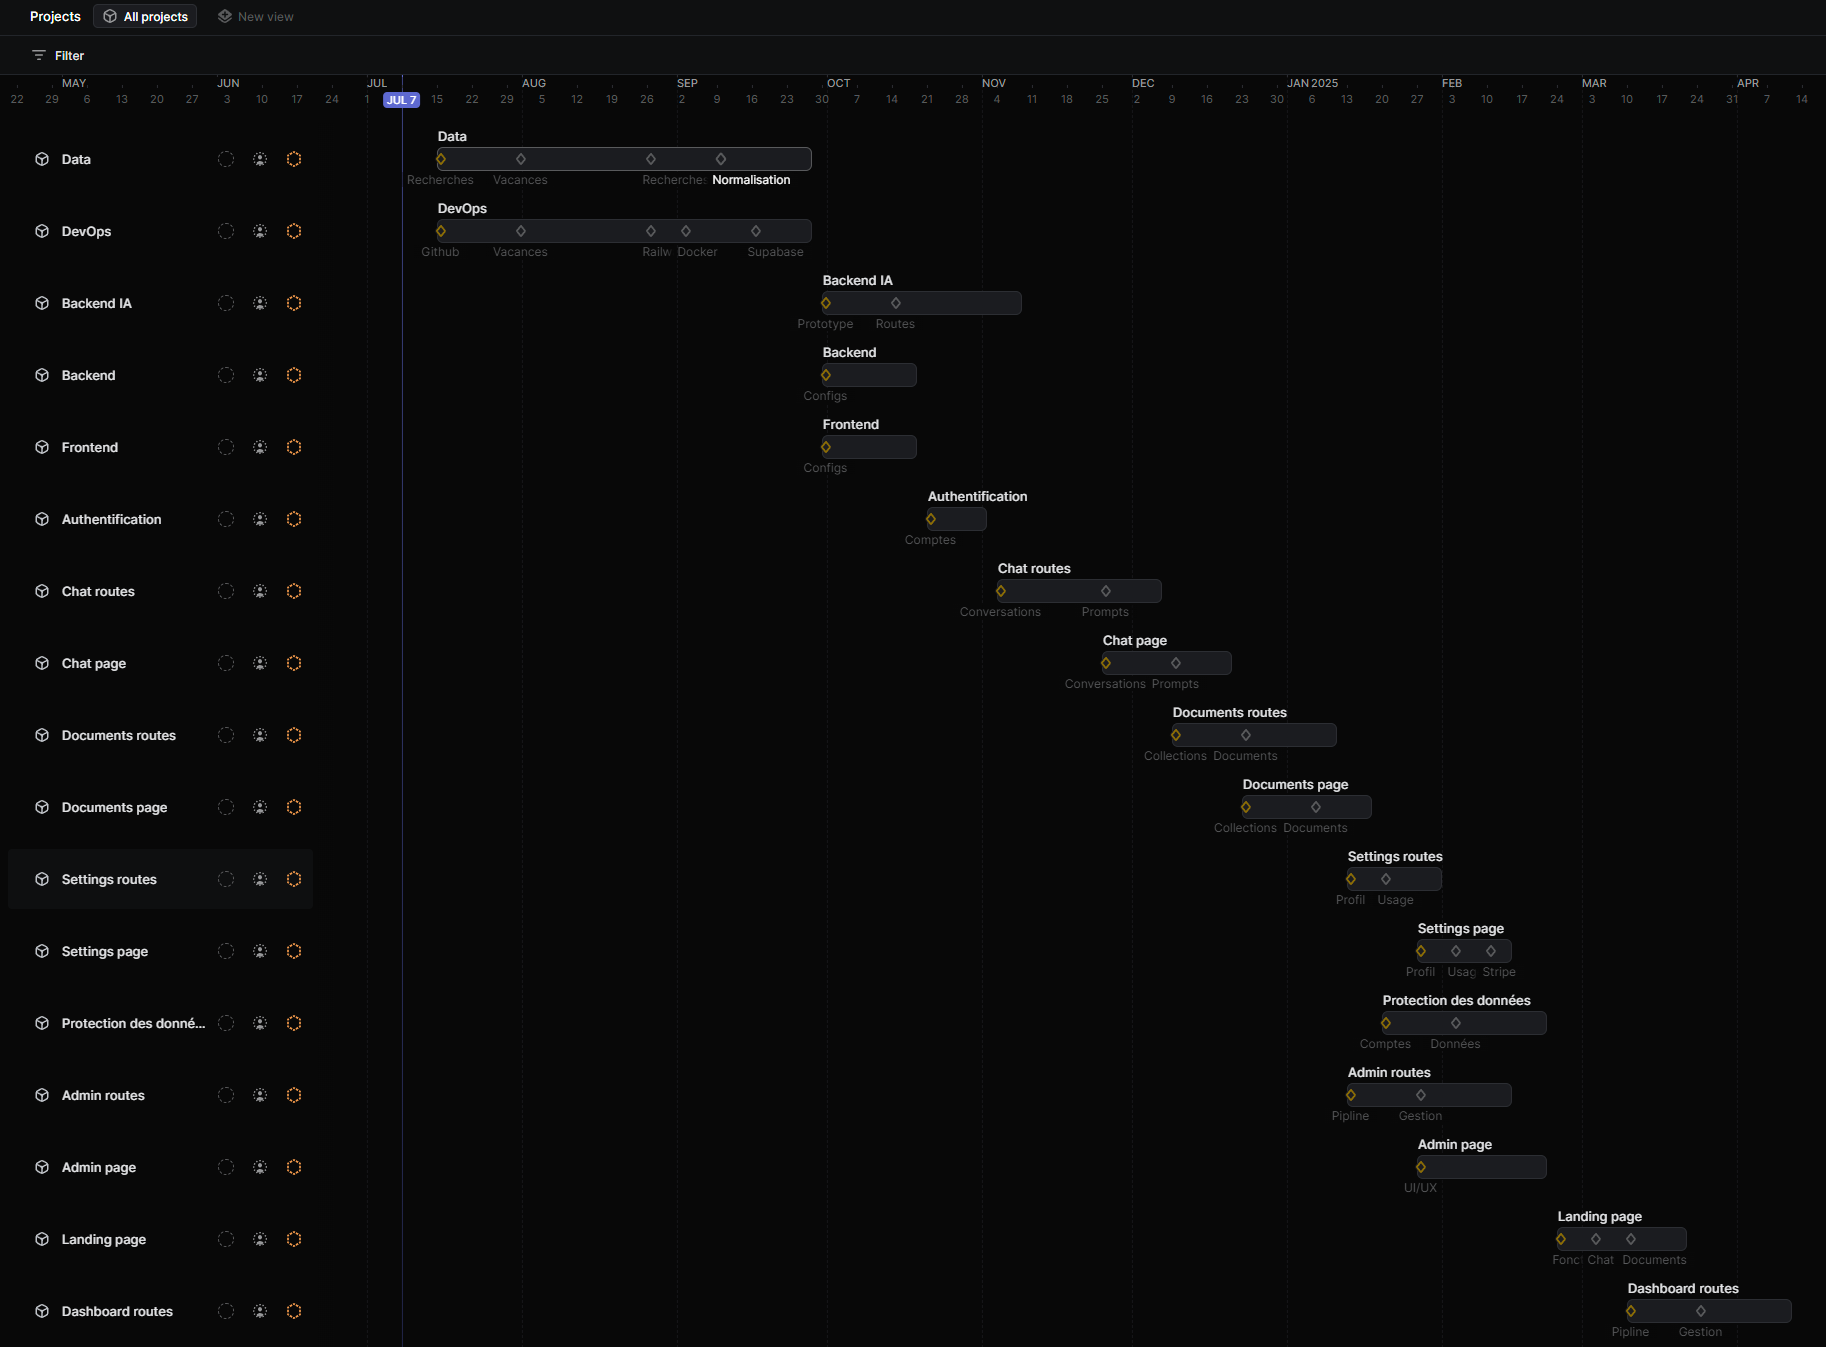 Projects All projects New view
Filter
MAY JUN JUL AUG SEP OCT NOV DEC JAN 2025 FEB MAR APR
22 29 6 13 20 27 3 10 17 24 1 JUL 7 15 22 29 5 12 19 26 2 9 16 23 30 7 14 21 28 4 11 18 25 2 9 16 23 30 6 13 20 27 3 10 17 24 3 10 17 24 31 7 14
Data
Data
Recherches Vacances Recherches Normalisation
DevOps
DevOps
Github Vacances Railw Docker Supabase
Backend IA
Backend IA
Prototype Routes
Backend
Backend
Configs
Frontend
Frontend
Configs
Authentification
Authentification
Comptes
Chat routes
Chat routes
Conversations Prompts
Chat page
Chat page
Conversations Prompts
Documents routes
Documents routes
Collections Documents
Documents page
Documents page
Collections Documents
Settings routes
Settings routes
Profil Usage
Settings page
Settings page
Profil Usag Stripe
Protection des données
Protection des donné...
Comptes Données
Admin routes
Admin routes
Pipline Gestion
Admin page
Admin page
UI/UX
Landing page
Landing page
Fonc Chat Documents
Dashboard routes
Dashboard routes
Pipline Gestion